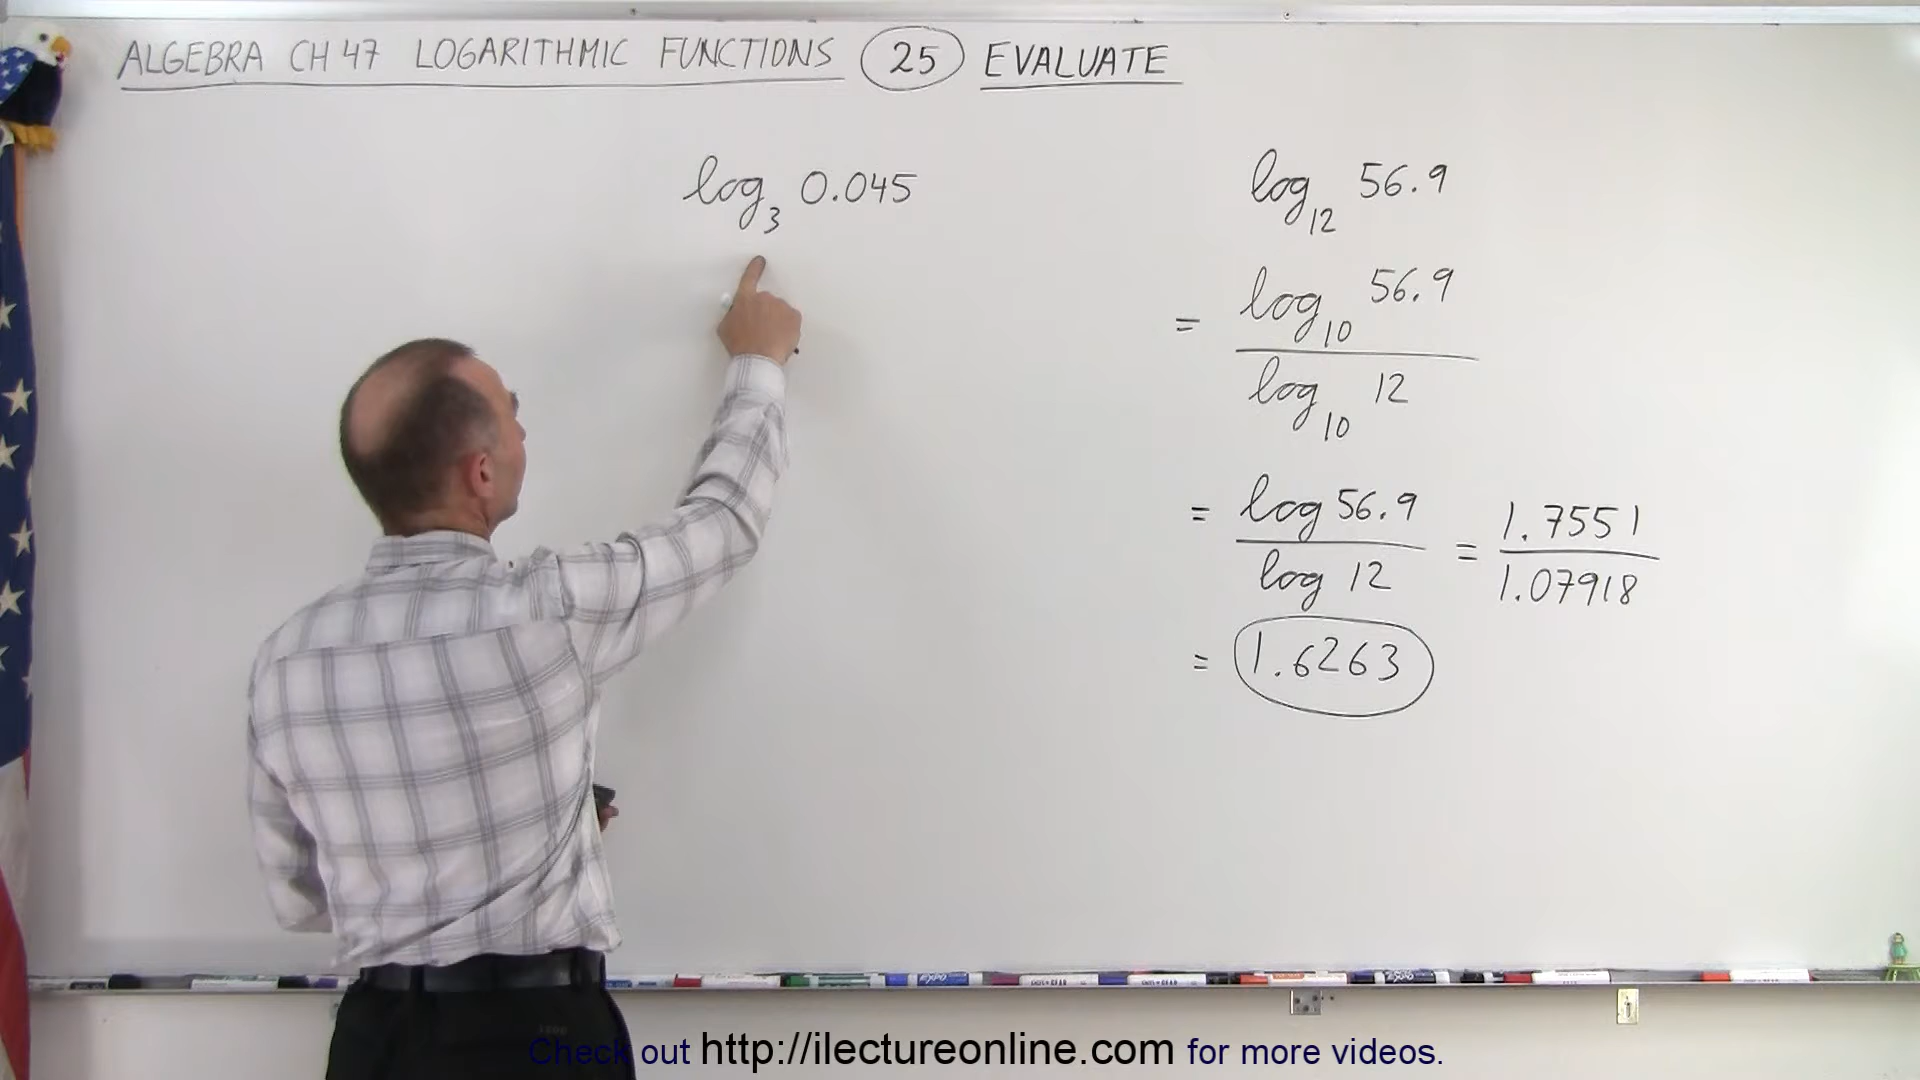 ALGEBRA CH 47 LOGARITHMIC FUNCTIONS 25 EVALUATE
log₃ 0.045
log₁₂ 56.9
= log₁₀ 56.9
log₁₀ 12
= log 56.9 = 1.7551
log 12 1.07918
= 1.6263
Check out http://ilectureonline.com for more videos.